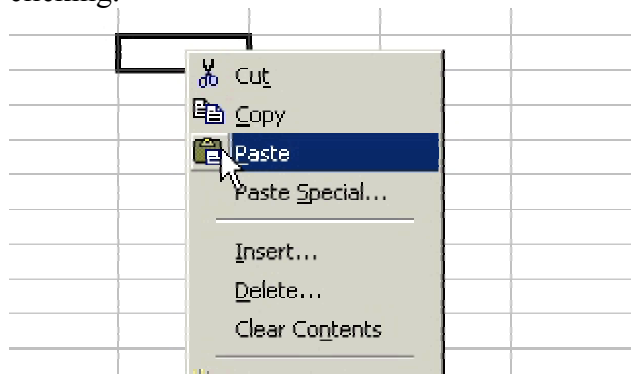 Cut
Copy
Paste
Paste Special...
Insert...
Delete...
Clear Contents